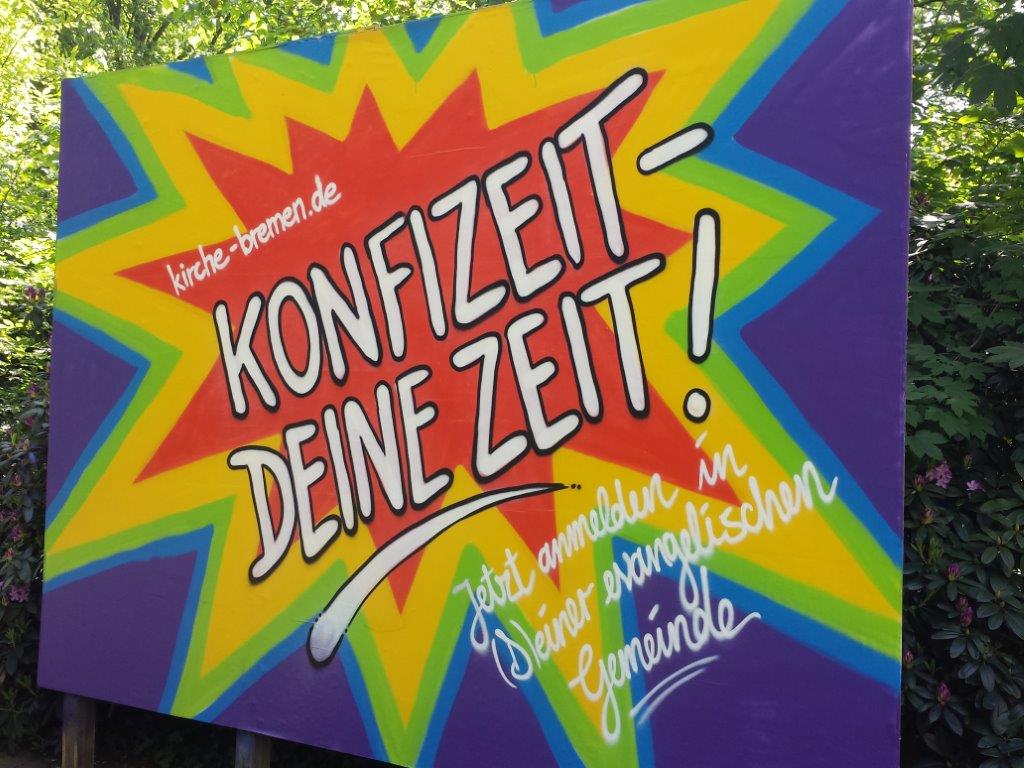 kirche-bremen.de
KONFIZEIT-
DEINE ZEIT!
Jetzt anmelden in
(D)einer evangelischen
Gemeinde